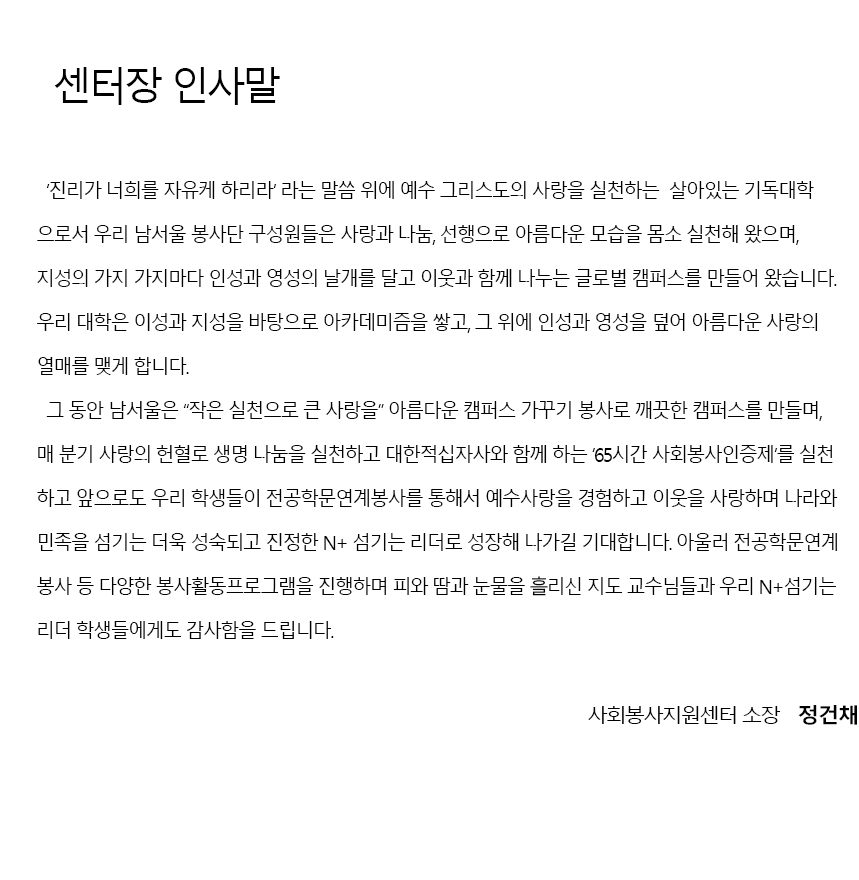 센터장 인사말
'진리가 너희를 자유케 하리라' 라는 말씀 위에 예수 그리스도의 사랑을 실천하는 살아있는 기독대학
으로서 우리 남서울 봉사단 구성원들은 사랑과 나눔, 선행으로 아름다운 모습을 몸소 실천해 왔으며,
지성의 가지 가지마다 인성과 영성의 날개를 달고 이웃과 함께 나누는 글로벌 캠퍼스를 만들어 왔습니다.
우리 대학은 이성과 지성을 바탕으로 아카데미즘을 쌓고, 그 위에 인성과 영성을 덮어 아름다운 사랑의
열매를 맺게 합니다.
그 동안 남서울은 “작은 실천으로 큰 사랑을” 아름다운 캠퍼스 가꾸기 봉사로 깨끗한 캠퍼스를 만들며,
매 분기 사랑의 헌혈로 생명 나눔을 실천하고 대한적십자사와 함께 하는 '65시간 사회봉사인증제'를 실천
하고 앞으로도 우리 학생들이 전공학문연계봉사를 통해서 예수사랑을 경험하고 이웃을 사랑하며 나라와
민족을 섬기는 더욱 성숙되고 진정한 N+ 섬기는 리더로 성장해 나가길 기대합니다. 아울러 전공학문연계
봉사 등 다양한 봉사활동프로그램을 진행하며 피와 땀과 눈물을 흘리신 지도 교수님들과 우리 N+섬기는
리더 학생들에게도 감사함을 드립니다.
사회봉사지원센터 소장 정건채